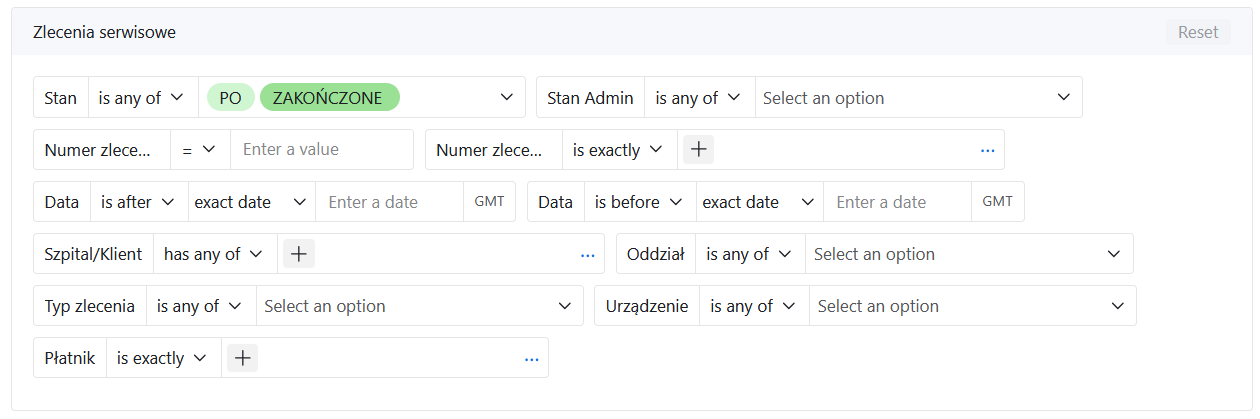 Zlecenia serwisowe Reset
Stan is any of PO ZAKOŃCZONE Stan Admin is any of Select an option
Numer zlece... = Enter a value Numer zlece... is exactly + ...
Data is after exact date Enter a date GMT Data is before exact date Enter a date GMT
Szpital/Klient has any of + ... Oddział is any of Select an option
Typ zlecenia is any of Select an option Urządzenie is any of Select an option
Płatnik is exactly + ...